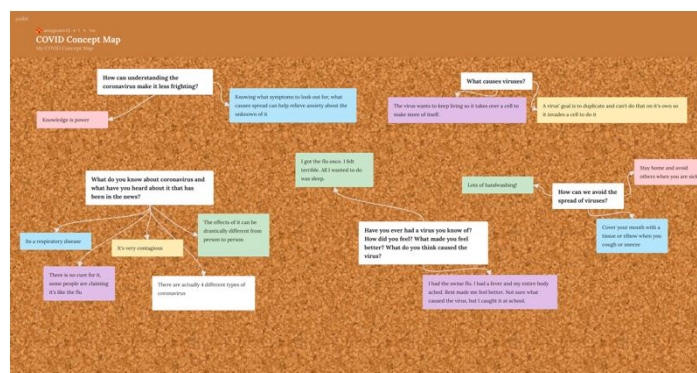 padlet
COVID Concept Map
My COVID Concept Map
How can understanding the
coronavirus make it less frighting?
Knowledge is power
Knowing what symptoms to look out for; what
causes spread can help relieve anxiety about the
unknown of it
What causes viruses?
The virus wants to keep living so it takes over a cell to
make more of itself.
A virus' goal is to duplicate and can't do that on it's own so
it invades a cell to do it
What do you know about coronavirus and
what have you heard about it that has
been in the news?
Its a respiratory disease
There is no cure for it,
some people are claiming
it's like the flu
It's very contagious
There are actually 4 different types of
coronavirus
The effects of it can be
drastically different from
person to person
I got the flu once. I felt
terrible. All I wanted to do
was sleep.
Have you ever had a virus you know of?
How did you feel? What made you feel
better? What do you think caused the
virus?
I had the swine flu. I had a fever and my entire body
ached. Rest made me feel better. Not sure what
caused the virus, but I caught it at school.
Lots of handwashing!
How can we avoid the
spread of viruses?
Stay home and avoid
others when you are sick
Cover your mouth with a
tissue or elbow when you
cough or sneeze